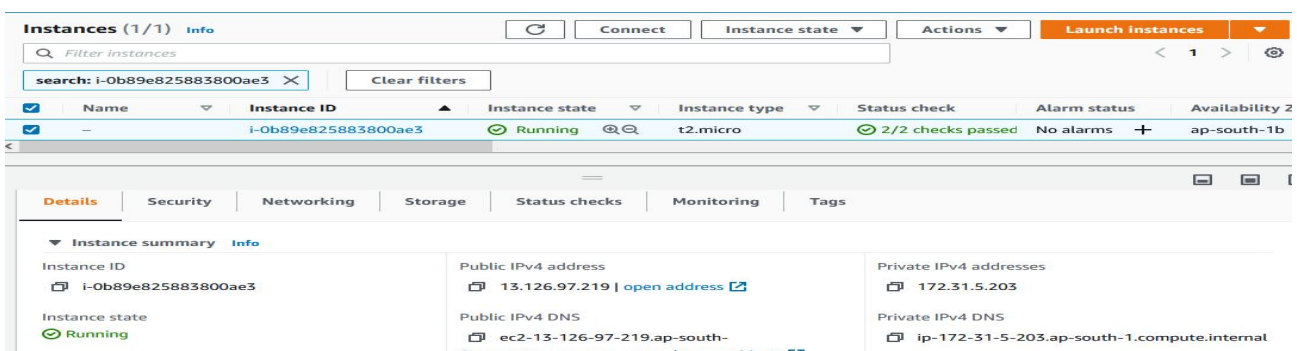 Instances (1/1) Info
Connect Instance state Actions Launch instances
Filter instances
< 1 >
search: i-0b89e825883800ae3 Clear filters
Name Instance ID Instance state Instance type Status check Alarm status Availability Z
– i-0b89e825883800ae3 Running t2.micro 2/2 checks passed No alarms + ap-south-1b
Details Security Networking Storage Status checks Monitoring Tags
Instance summary Info
Instance ID Public IPv4 address Private IPv4 addresses
i-0b89e825883800ae3 13.126.97.219 | open address 172.31.5.203
Instance state Public IPv4 DNS Private IPv4 DNS
Running ec2-13-126-97-219.ap-south- ip-172-31-5-203.ap-south-1.compute.internal